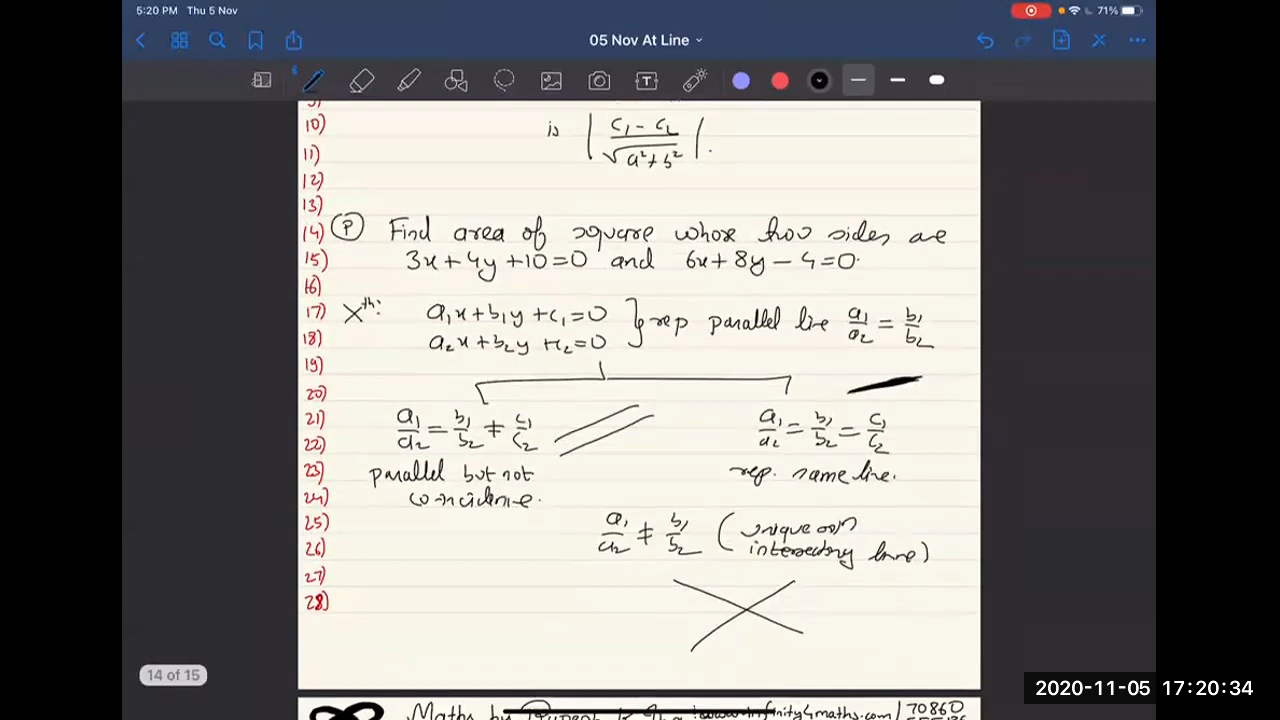 5:20 PM Thu 5 Nov
71%
05 Nov At Line
10) is | c₁ - c₂ / √a²+b² | .
11)
12)
13)
14) P Find area of square whose two sides are
15) 3x + 4y + 10 = 0 and 6x + 8y - 4 = 0.
16)
17) Xth: a₁x + b₁y + c₁ = 0 } rep parallel line a₁/a₂ = b₁/b₂
18) a₂x + b₂y + c₂ = 0
19)
20)
21) a₁/a₂ = b₁/b₂ ≠ c₁/c₂ a₁/a₂ = b₁/b₂ = c₁/c₂
22)
23) parallel but not rep. same line.
24)
25) a₁/a₂ ≠ b₁/b₂ ( unique
26) line)
27)
28)
14 of 15
Maths by
/70860
2020-11-05 17:20:34